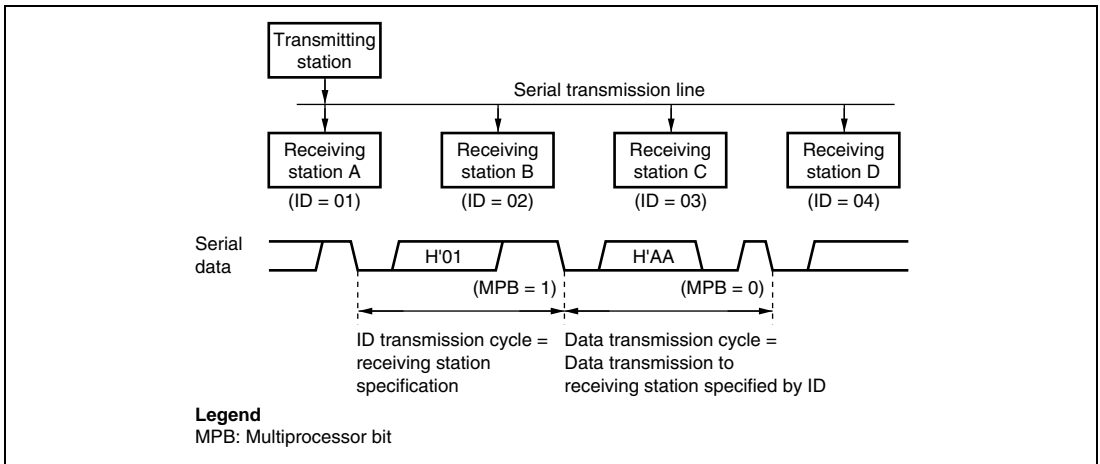 Transmitting
station
Serial transmission line
Receiving
station A
Receiving
station B
Receiving
station C
Receiving
station D
(ID = 01)
(ID = 02)
(ID = 03)
(ID = 04)
Serial
data
H'01
H'AA
(MPB = 1)
(MPB = 0)
ID transmission cycle =
receiving station
specification
Data transmission cycle =
Data transmission to
receiving station specified by ID
Legend
MPB: Multiprocessor bit